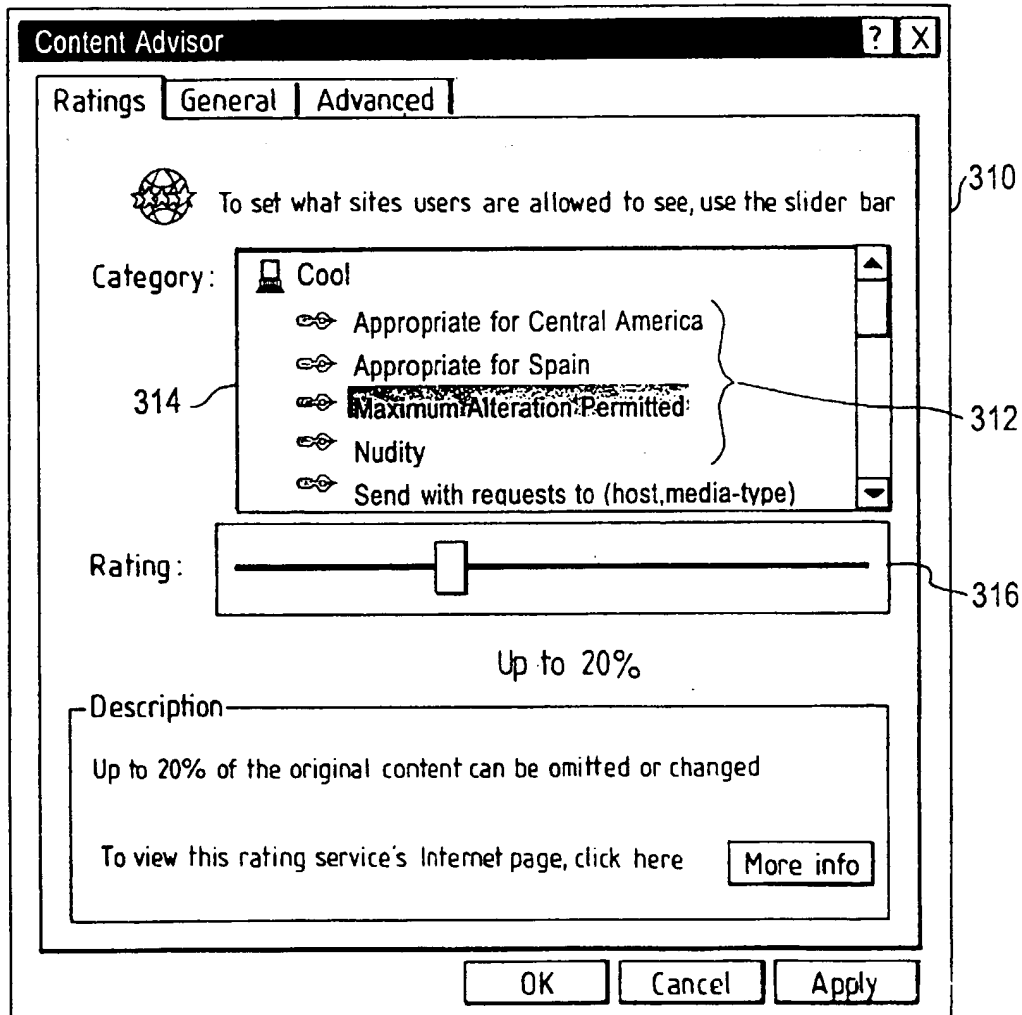 Content Advisor ? X
Ratings General Advanced
310
To set what sites users are allowed to see, use the slider bar
Category:
Cool
Appropriate for Central America
Appropriate for Spain
314
Maximum Alteration Permitted
312
Nudity
Send with requests to (host,media-type)
Rating:
316
Up to 20%
Description
Up to 20% of the original content can be omitted or changed
To view this rating service's Internet page, click here More info
OK Cancel Apply